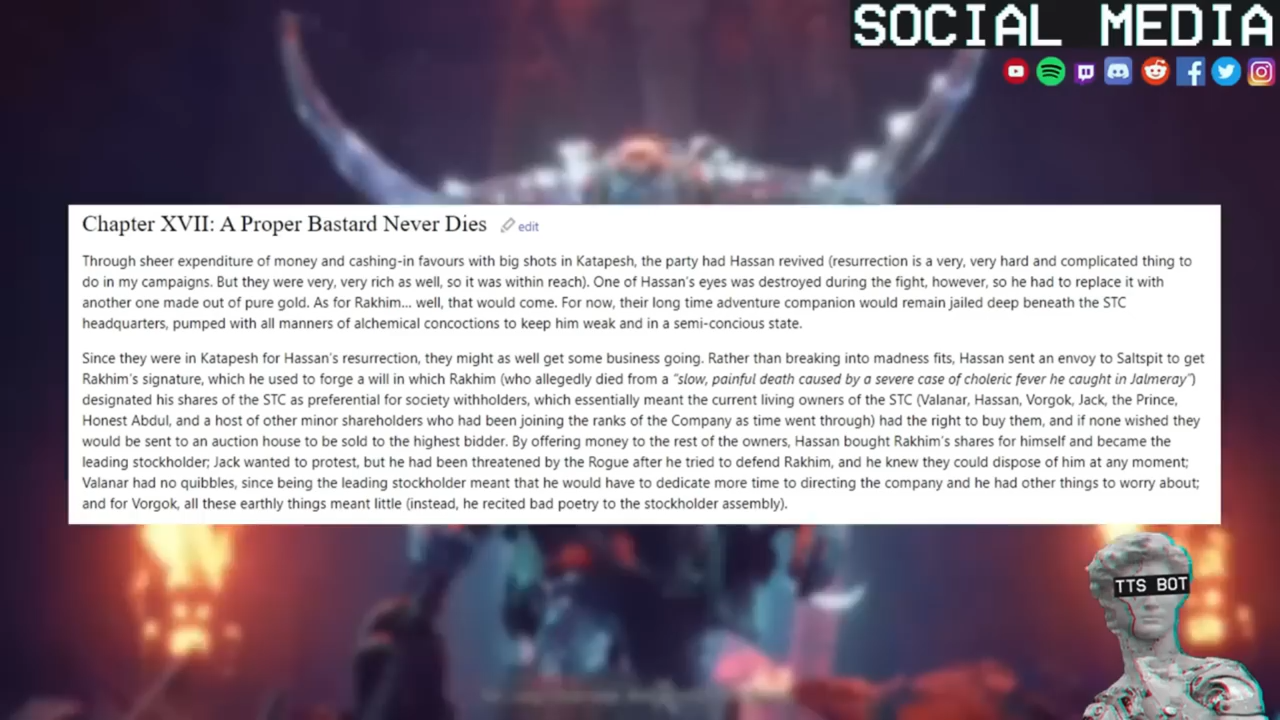 SOCIAL MEDIA
Chapter XVII: A Proper Bastard Never Dies edit
Through sheer expenditure of money and cashing-in favours with big shots in Katapesh, the party had Hassan revived (resurrection is a very, very hard and complicated thing to
do in my campaigns. But they were very, very rich as well, so it was within reach). One of Hassan's eyes was destroyed during the fight, however, so he had to replace it with
another one made out of pure gold. As for Rakhim... well, that would come. For now, their long time adventure companion would remain jailed deep beneath the STC
headquarters, pumped with all manners of alchemical concoctions to keep him weak and in a semi-concious state.
Since they were in Katapesh for Hassan's resurrection, they might as well get some business going. Rather than breaking into madness fits, Hassan sent an envoy to Saltspit to get
Rakhim's signature, which he used to forge a will in which Rakhim (who allegedly died from a "slow, painful death caused by a severe case of choleric fever he caught in Jalmeray")
designated his shares of the STC as preferential for society withholders, which essentially meant the current living owners of the STC (Valanar, Hassan, Vorgok, Jack, the Prince,
Honest Abdul, and a host of other minor shareholders who had been joining the ranks of the Company as time went through) had the right to buy them, and if none wished they
would be sent to an auction house to be sold to the highest bidder. By offering money to the rest of the owners, Hassan bought Rakhim's shares for himself and became the
leading stockholder; Jack wanted to protest, but he had been threatened by the Rogue after he tried to defend Rakhim, and he knew they could dispose of him at any moment;
Valanar had no quibbles, since being the leading stockholder meant that he would have to dedicate more time to directing the company and he had other things to worry about;
and for Vorgok, all these earthly things meant little (instead, he recited bad poetry to the stockholder assembly).
TTS BOT